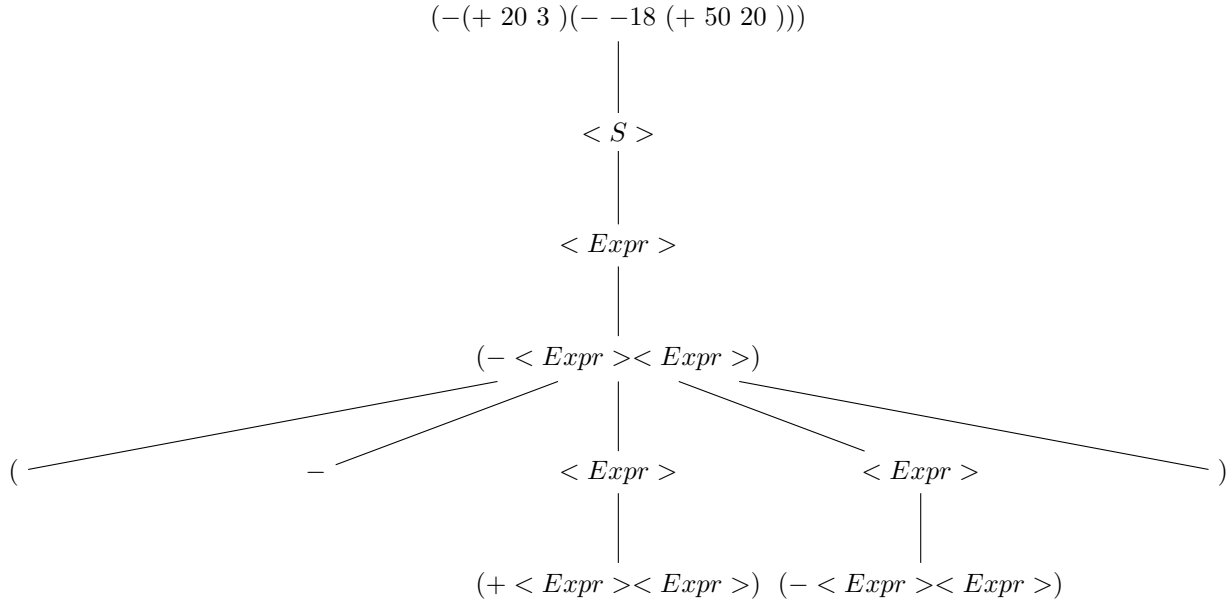 (−(+ 20 3 )(− −18 (+ 50 20 )))
< S >
< Expr >
(− < Expr >< Expr >)
( − < Expr > < Expr > )
(+ < Expr >< Expr >) (− < Expr >< Expr >)